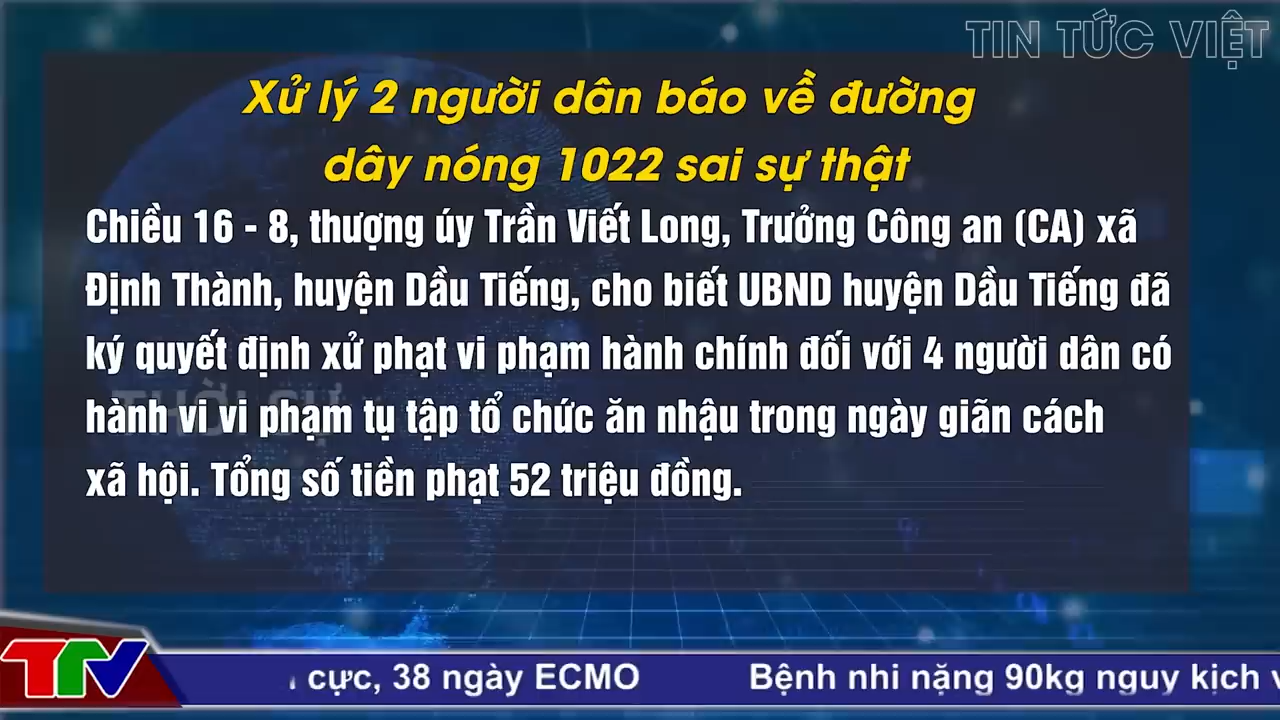 TIN TỨC VIỆT
Xử lý 2 người dân báo về đường
dây nóng 1022 sai sự thật
Chiều 16 - 8, thượng úy Trần Viết Long, Trưởng Công an (CA) xã
Định Thành, huyện Dầu Tiếng, cho biết UBND huyện Dầu Tiếng đã
ký quyết định xử phạt vi phạm hành chính đối với 4 người dân có
hành vi vi phạm tụ tập tổ chức ăn nhậu trong ngày giãn cách
xã hội. Tổng số tiền phạt 52 triệu đồng.
THỜI SỰ
TTV
cực, 38 ngày ECMO Bệnh nhi nặng 90kg nguy kịch